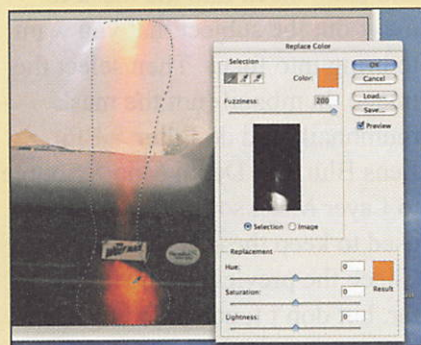 Replace Color
Selection
Color:
Fuzziness: 200
Selection Image
OK
Cancel
Load...
Save...
Preview
Replacement
Hue: 0
Saturation: 0
Lightness: 0
Result